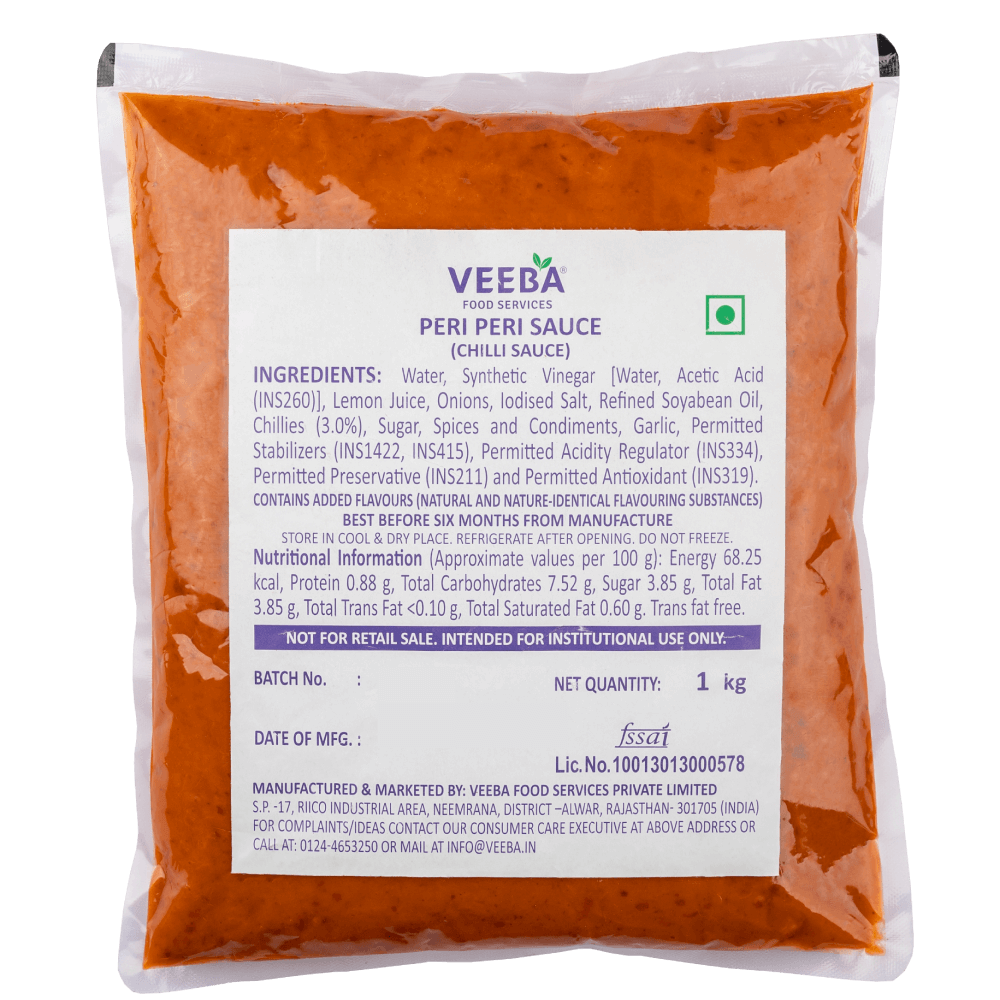 VEEBA®
FOOD SERVICES
PERI PERI SAUCE
(CHILLI SAUCE)
INGREDIENTS: Water, Synthetic Vinegar [Water, Acetic Acid
(INS260)], Lemon Juice, Onions, Iodised Salt, Refined Soyabean Oil,
Chillies (3.0%), Sugar, Spices and Condiments, Garlic, Permitted
Stabilizers (INS1422, INS415), Permitted Acidity Regulator (INS334),
Permitted Preservative (INS211) and Permitted Antioxidant (INS319).
CONTAINS ADDED FLAVOURS (NATURAL AND NATURE-IDENTICAL FLAVOURING SUBSTANCES)
BEST BEFORE SIX MONTHS FROM MANUFACTURE
STORE IN COOL & DRY PLACE. REFRIGERATE AFTER OPENING. DO NOT FREEZE.
Nutritional Information (Approximate values per 100 g): Energy 68.25
kcal, Protein 0.88 g, Total Carbohydrates 7.52 g, Sugar 3.85 g, Total Fat
3.85 g, Total Trans Fat <0.10 g, Total Saturated Fat 0.60 g. Trans fat free.
NOT FOR RETAIL SALE. INTENDED FOR INSTITUTIONAL USE ONLY.
BATCH No. :
NET QUANTITY: 1 kg
DATE OF MFG. :
fssai
Lic.No.10013013000578
MANUFACTURED & MARKETED BY: VEEBA FOOD SERVICES PRIVATE LIMITED
S.P. -17, RIICO INDUSTRIAL AREA, NEEMRANA, DISTRICT –ALWAR, RAJASTHAN- 301705 (INDIA)
FOR COMPLAINTS/IDEAS CONTACT OUR CONSUMER CARE EXECUTIVE AT ABOVE ADDRESS OR
CALL AT: 0124-4653250 OR MAIL AT INFO@VEEBA.IN